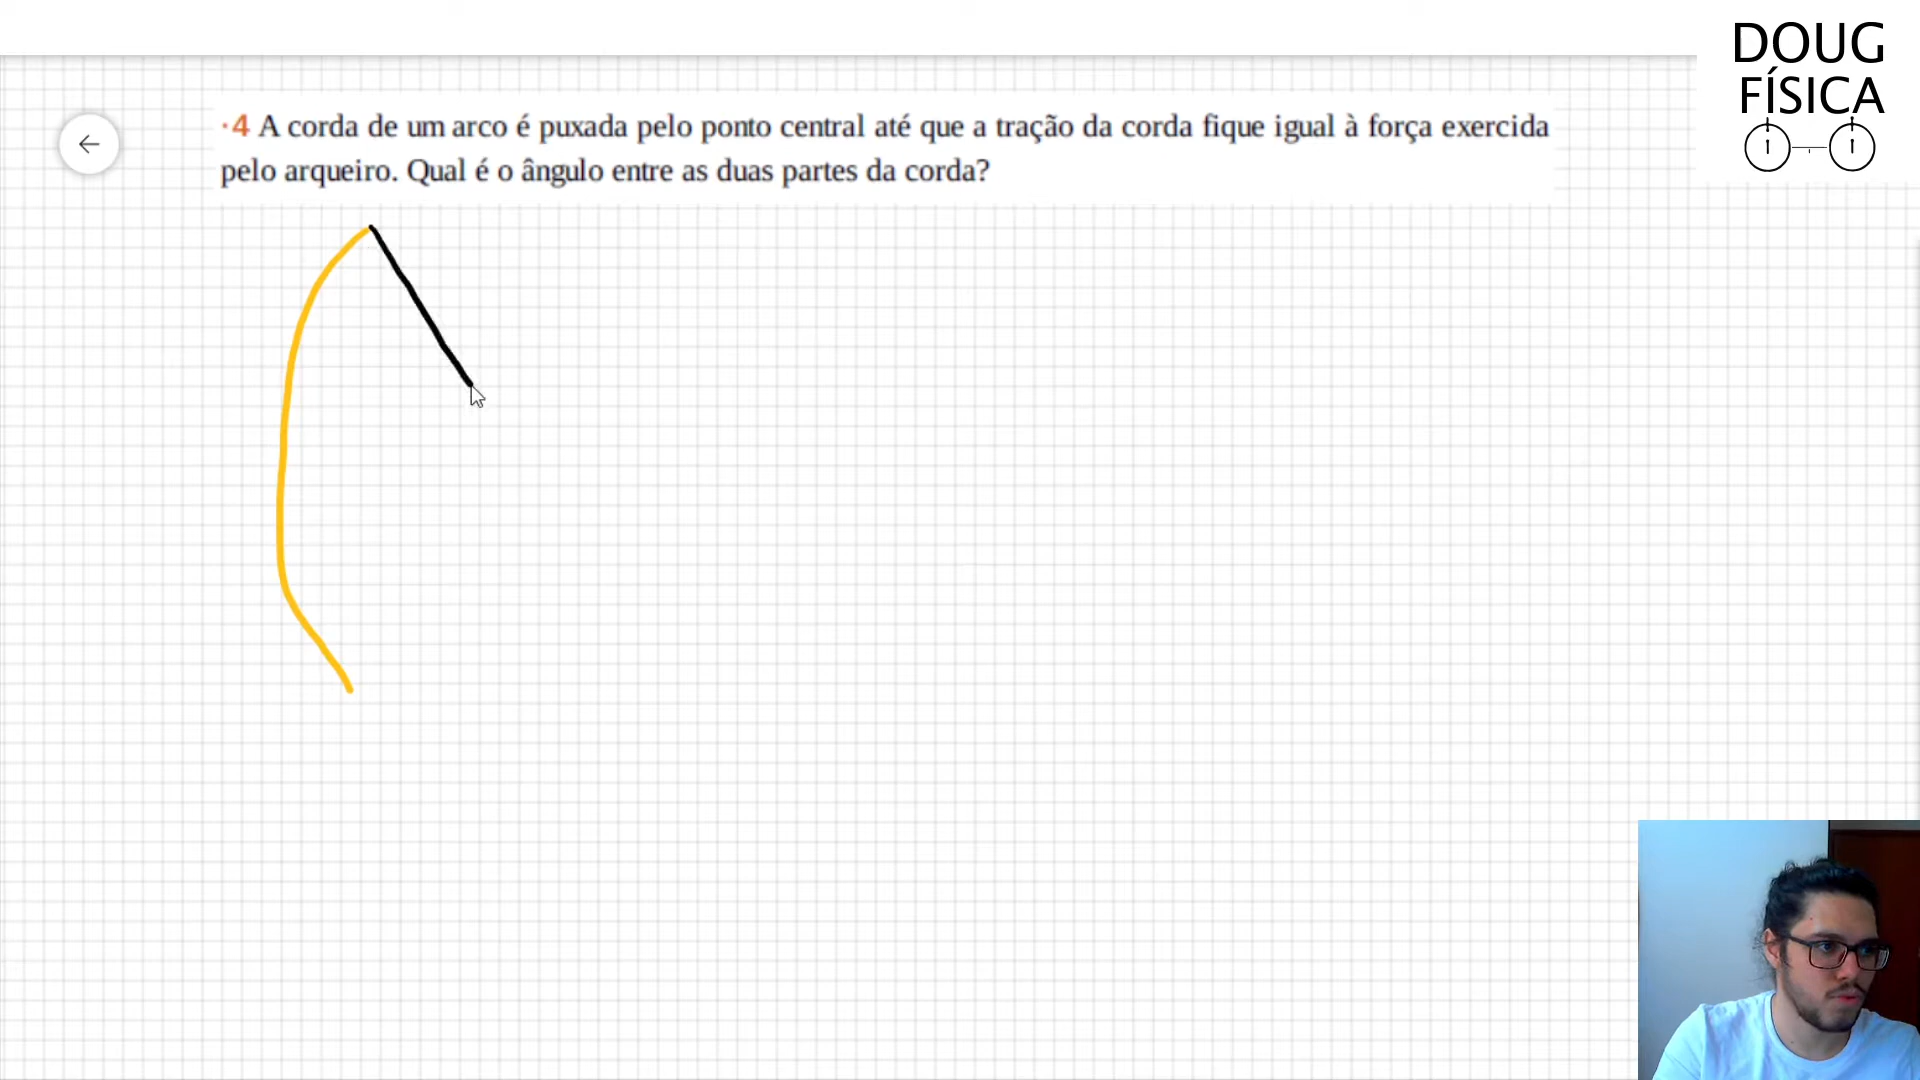 DOUG
FÍSICA
·4 A corda de um arco é puxada pelo ponto central até que a tração da corda fique igual à força exercida
pelo arqueiro. Qual é o ângulo entre as duas partes da corda?